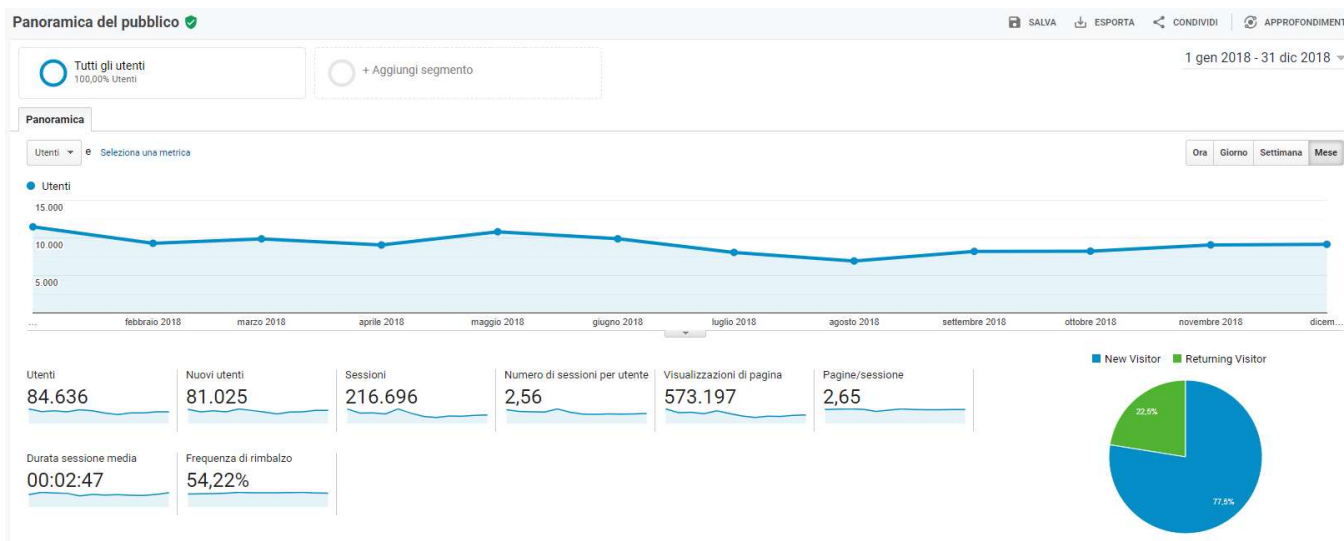 Panoramica del pubblico
SALVA ESPORTA CONDIVIDI APPROFONDIMENT
Tutti gli utenti
100,00% Utenti
+ Aggiungi segmento
1 gen 2018 - 31 dic 2018
Panoramica
Utenti e Seleziona una metrica
Ora Giorno Settimana Mese
Utenti
15.000
10.000
5.000
... febbraio 2018 marzo 2018 aprile 2018 maggio 2018 giugno 2018 luglio 2018 agosto 2018 settembre 2018 ottobre 2018 novembre 2018 dicem...
New Visitor Returning Visitor
Utenti Nuovi utenti Sessioni Numero di sessioni per utente Visualizzazioni di pagina Pagine/sessione
84.636 81.025 216.696 2,56 573.197 2,65
22,5%
Durata sessione media Frequenza di rimbalzo
00:02:47 54,22%
77,5%